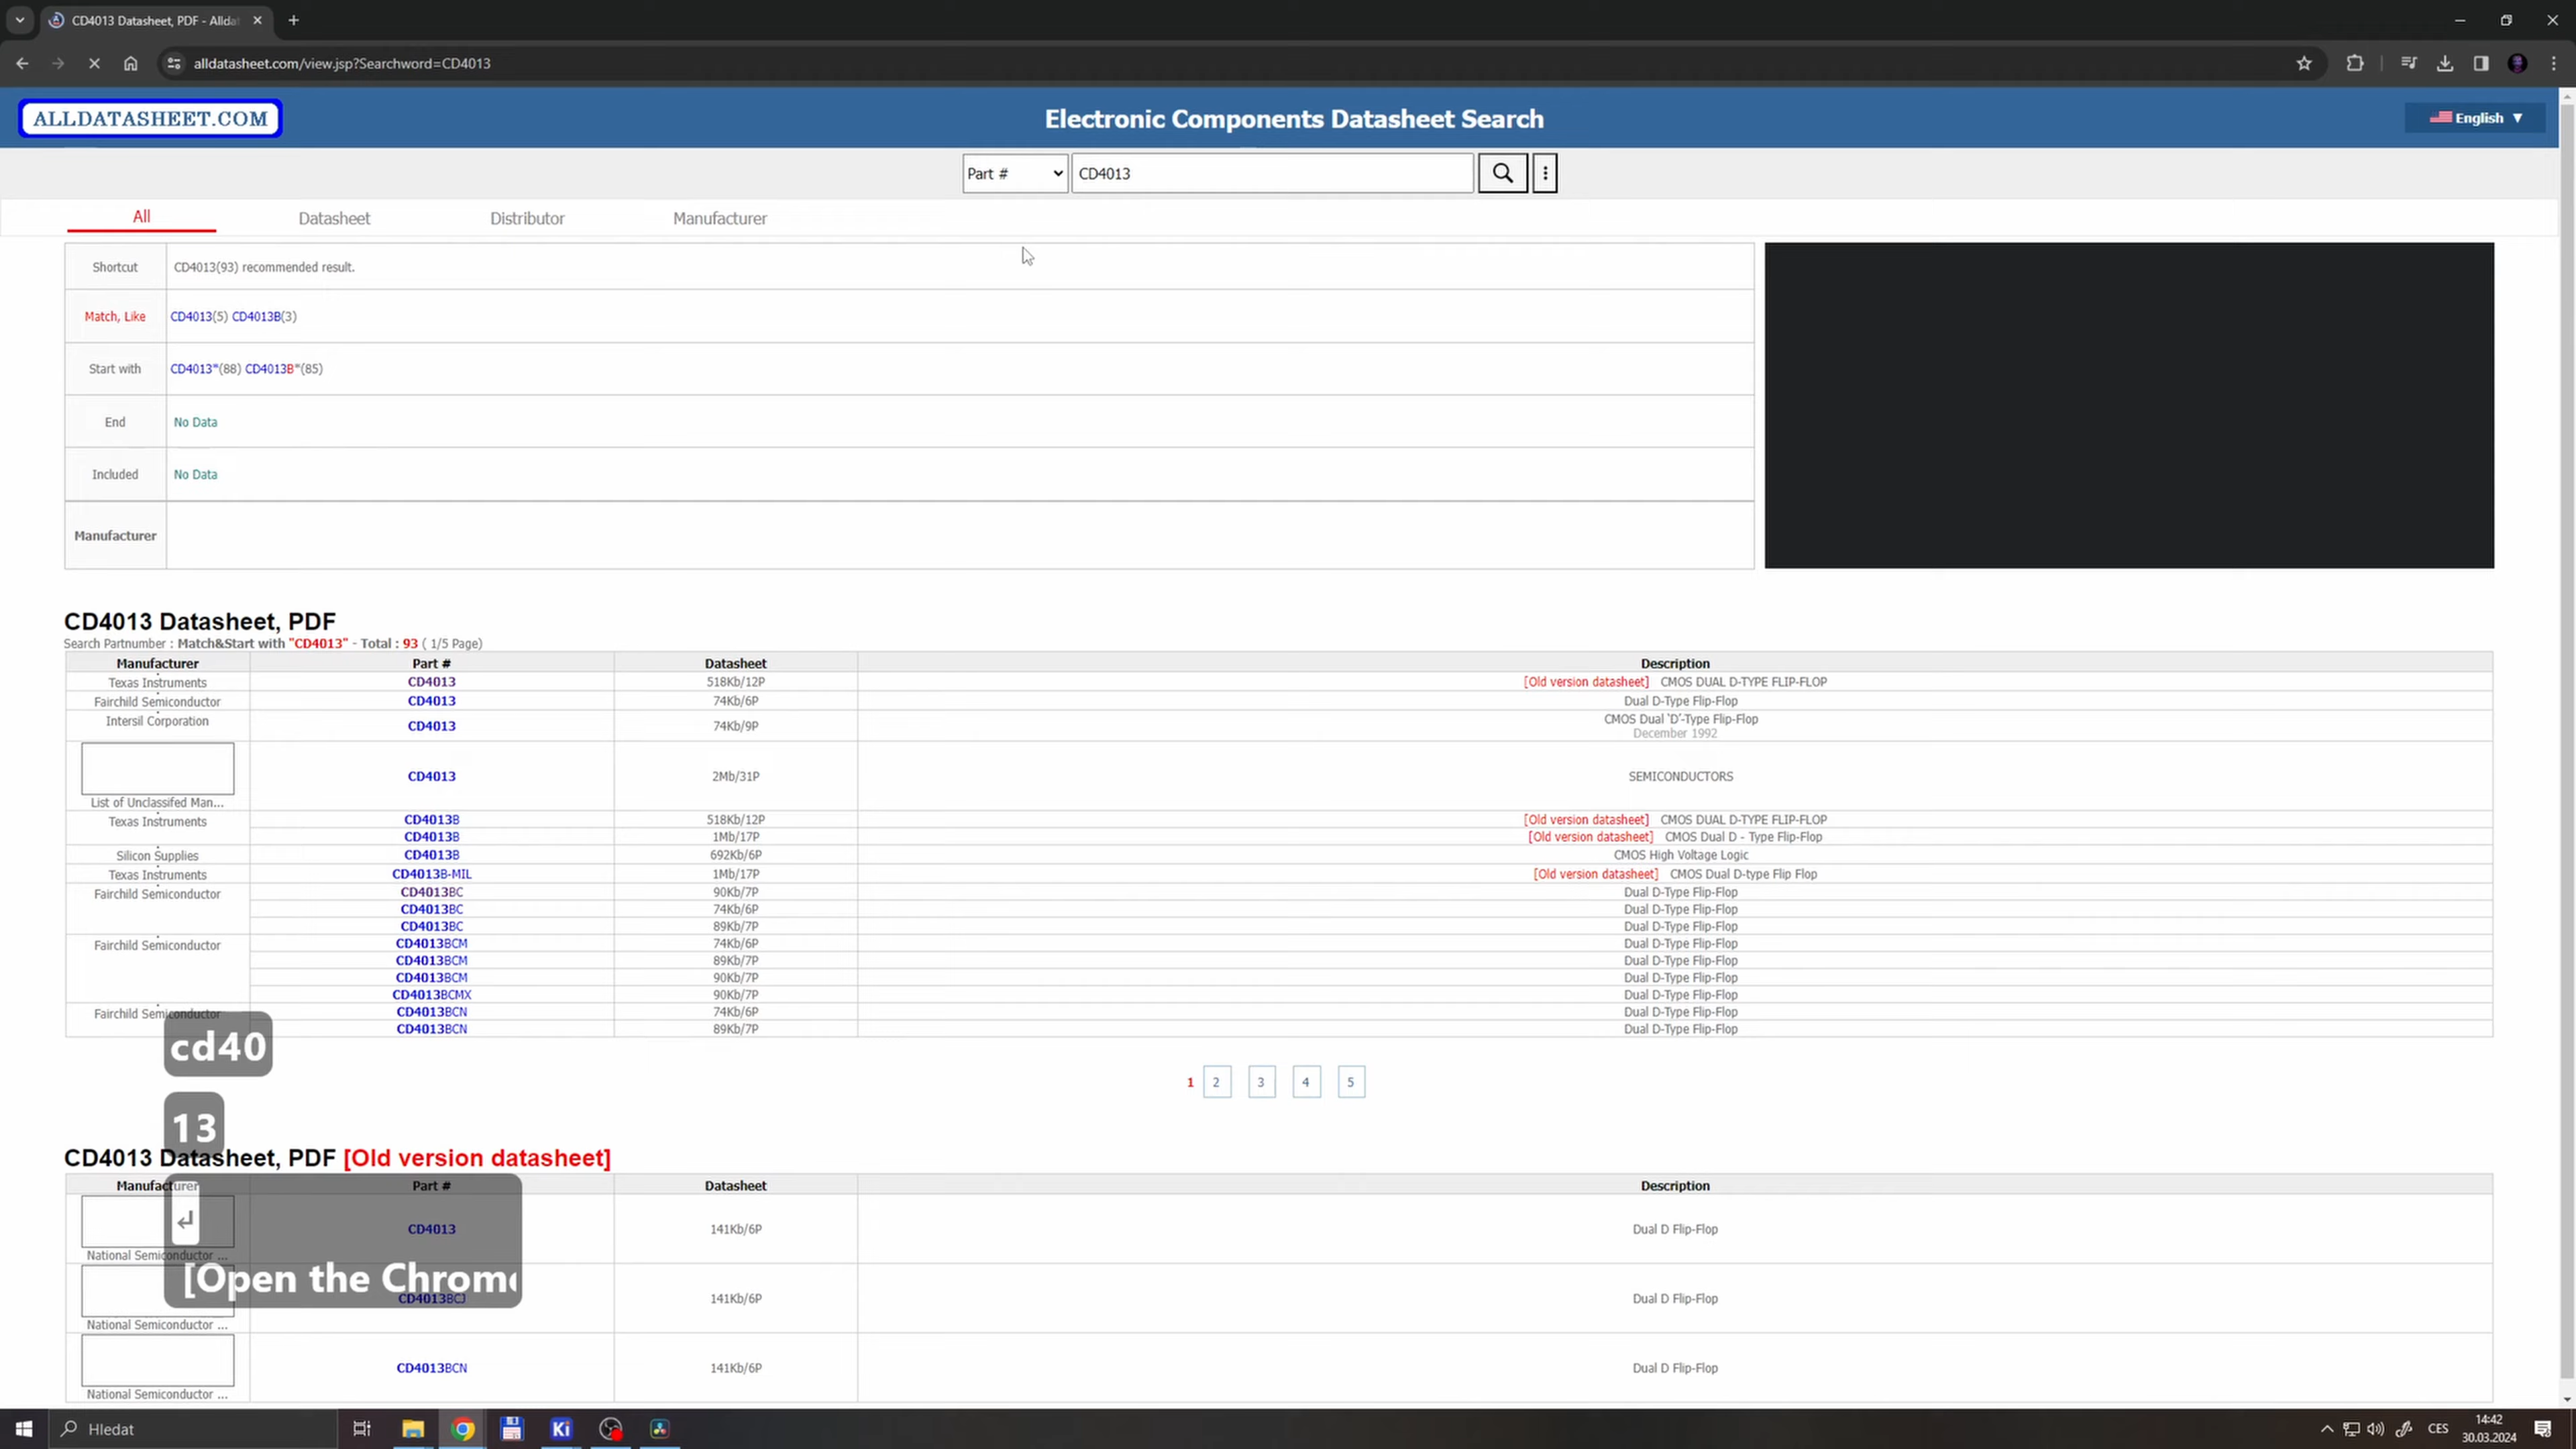 CD4013 Datasheet, PDF - Alldat
alldatasheet.com/view.jsp?Searchword=CD4013
ALLDATASHEET.COM
Electronic Components Datasheet Search
English ▼
Part #
CD4013
All
Datasheet
Distributor
Manufacturer
Shortcut
CD4013(93) recommended result.
Match, Like
CD4013(5) CD4013B(3)
Start with
CD4013"(88) CD4013B"(85)
End
No Data
Included
No Data
Manufacturer
CD4013 Datasheet, PDF
Search Partnumber : Match&Start with "CD4013" - Total : 93 ( 1/5 Page)
Manufacturer Part # Datasheet Description
Texas Instruments CD4013 518Kb/12P [Old version datasheet] CMOS DUAL D-TYPE FLIP-FLOP
Fairchild Semiconductor CD4013 74Kb/6P Dual D-Type Flip-Flop
Intersil Corporation CD4013 74Kb/9P CMOS Dual 'D'-Type Flip-Flop
December 1992
CD4013 2Mb/31P SEMICONDUCTORS
List of Unclassifed Man...
Texas Instruments CD4013B 518Kb/12P [Old version datasheet] CMOS DUAL D-TYPE FLIP-FLOP
CD4013B 1Mb/17P [Old version datasheet] CMOS Dual D - Type Flip-Flop
Silicon Supplies CD4013B 692Kb/6P CMOS High Voltage Logic
Texas Instruments CD4013B-MIL 1Mb/17P [Old version datasheet] CMOS Dual D-type Flip Flop
Fairchild Semiconductor CD4013BC 90Kb/7P Dual D-Type Flip-Flop
CD4013BC 74Kb/6P Dual D-Type Flip-Flop
CD4013BC 89Kb/7P Dual D-Type Flip-Flop
Fairchild Semiconductor CD4013BCM 74Kb/6P Dual D-Type Flip-Flop
CD4013BCM 89Kb/7P Dual D-Type Flip-Flop
CD4013BCM 90Kb/7P Dual D-Type Flip-Flop
CD4013BCMX 90Kb/7P Dual D-Type Flip-Flop
Fairchild Semiconductor CD4013BCN 74Kb/6P Dual D-Type Flip-Flop
CD4013BCN 89Kb/7P Dual D-Type Flip-Flop
cd40
1 2 3 4 5
13
CD4013 Datasheet, PDF [Old version datasheet]
Manufacturer Part # Datasheet Description
CD4013 141Kb/6P Dual D Flip-Flop
National Semiconductor ...
[Open the Chrome
CD4013BCJ 141Kb/6P Dual D Flip-Flop
National Semiconductor ...
CD4013BCN 141Kb/6P Dual D Flip-Flop
National Semiconductor ...
Hledat
Ki
CES
14:42
30.03.2024